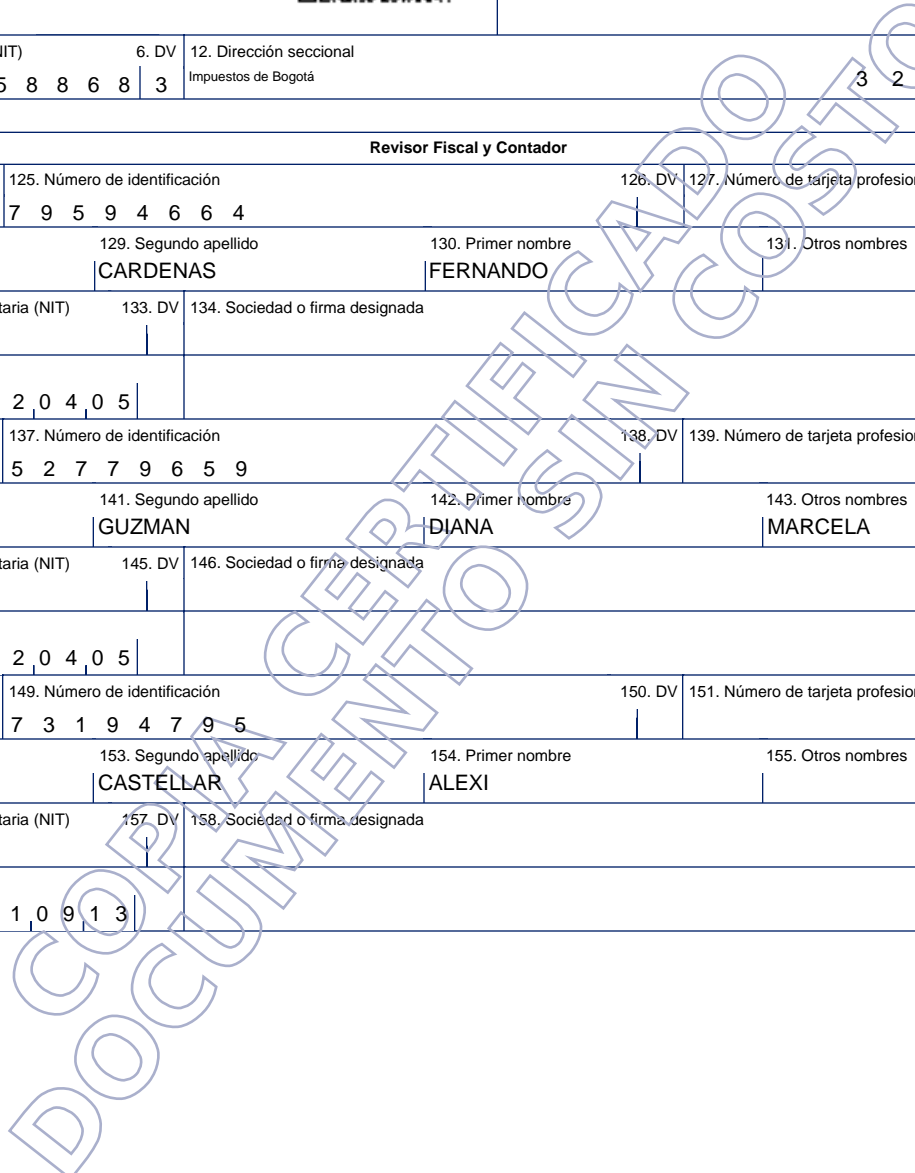 6. DV 12. Dirección seccional
8 8 6 8 3 Impuestos de Bogotá 3 2
Revisor Fiscal y Contador
125. Número de identificación 126. DV 127. Número de tarjeta profesion
7 9 5 9 4 6 6 4
129. Segundo apellido 130. Primer nombre 131. Otros nombres
CARDENAS FERNANDO
taria (NIT) 133. DV 134. Sociedad o firma designada
2 0 4 0 5
137. Número de identificación 138. DV 139. Número de tarjeta profesion
5 2 7 7 9 6 5 9
141. Segundo apellido 142. Primer nombre 143. Otros nombres
GUZMAN DIANA MARCELA
taria (NIT) 145. DV 146. Sociedad o firma designada
2 0 4 0 5
149. Número de identificación 150. DV 151. Número de tarjeta profesion
7 3 1 9 4 7 9 5
153. Segundo apellido 154. Primer nombre 155. Otros nombres
CASTELLAR ALEXI
taria (NIT) 157. DV 158. Sociedad o firma designada
1 0 9 1 3
COPIA CERTIFICADO
DOCUMENTO SIN COSTO